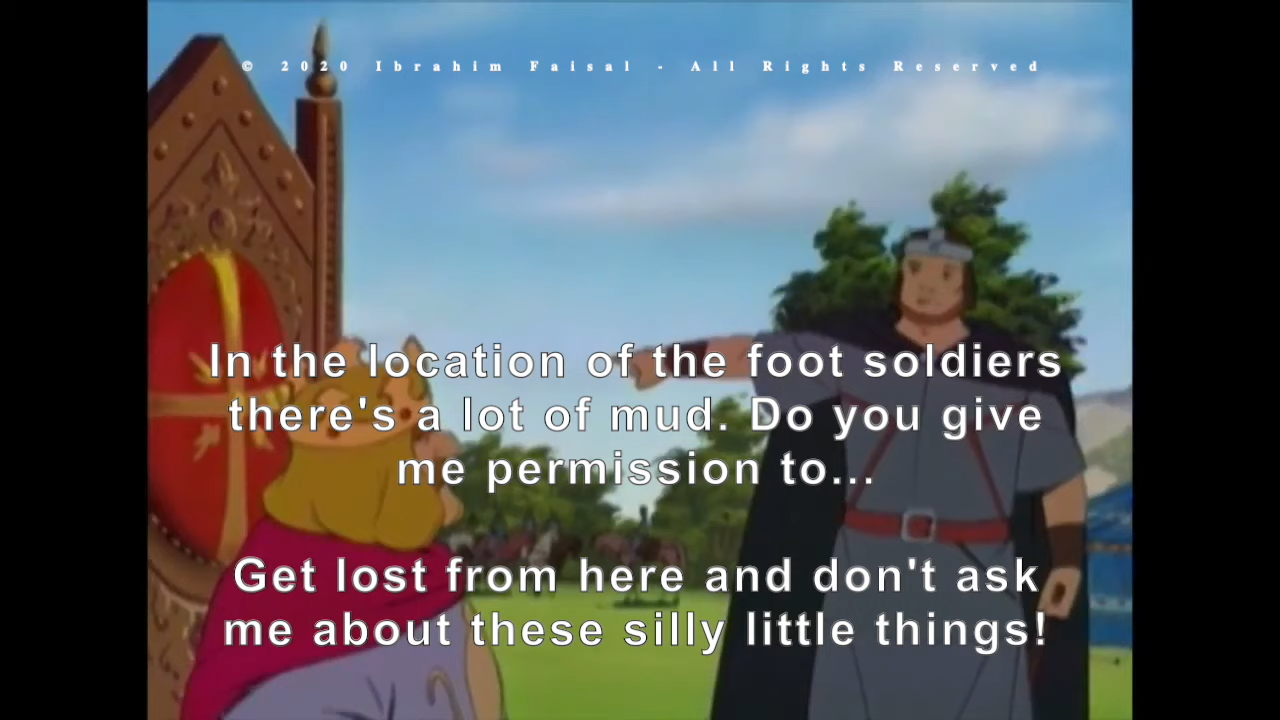 © 2020 Ibrahim Faisal - All Rights Reserved
In the location of the foot soldiers
there's a lot of mud. Do you give
me permission to...
Get lost from here and don't ask
me about these silly little things!